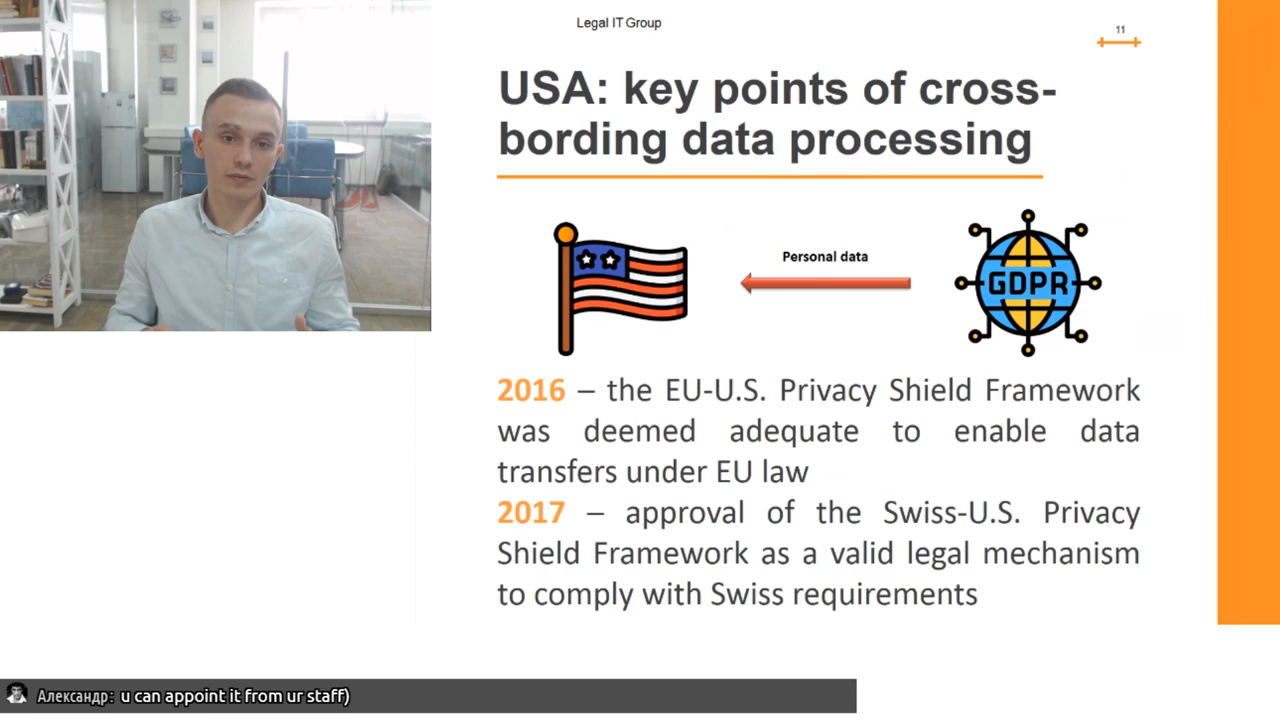 Legal IT Group
11
USA: key points of cross-
bording data processing
Personal data
GDPR
2016 – the EU-U.S. Privacy Shield Framework
was deemed adequate to enable data
transfers under EU law
2017 – approval of the Swiss-U.S. Privacy
Shield Framework as a valid legal mechanism
to comply with Swiss requirements
Александр: u can appoint it from ur staff)